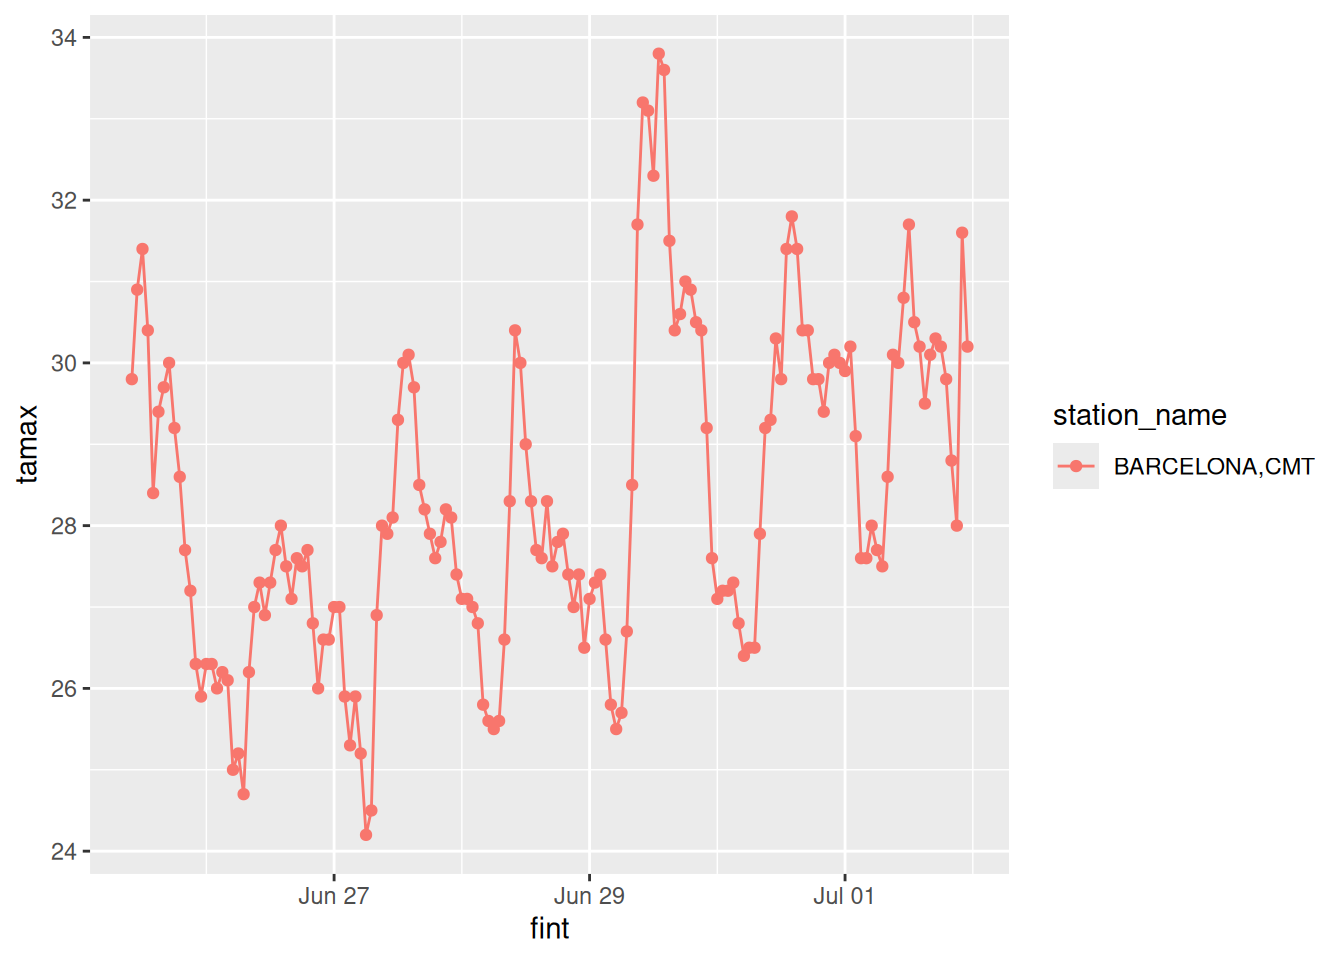 34
32
30
28
26
24
tamax
Jun 27
Jun 29
Jul 01
fint
station_name
BARCELONA,CMT